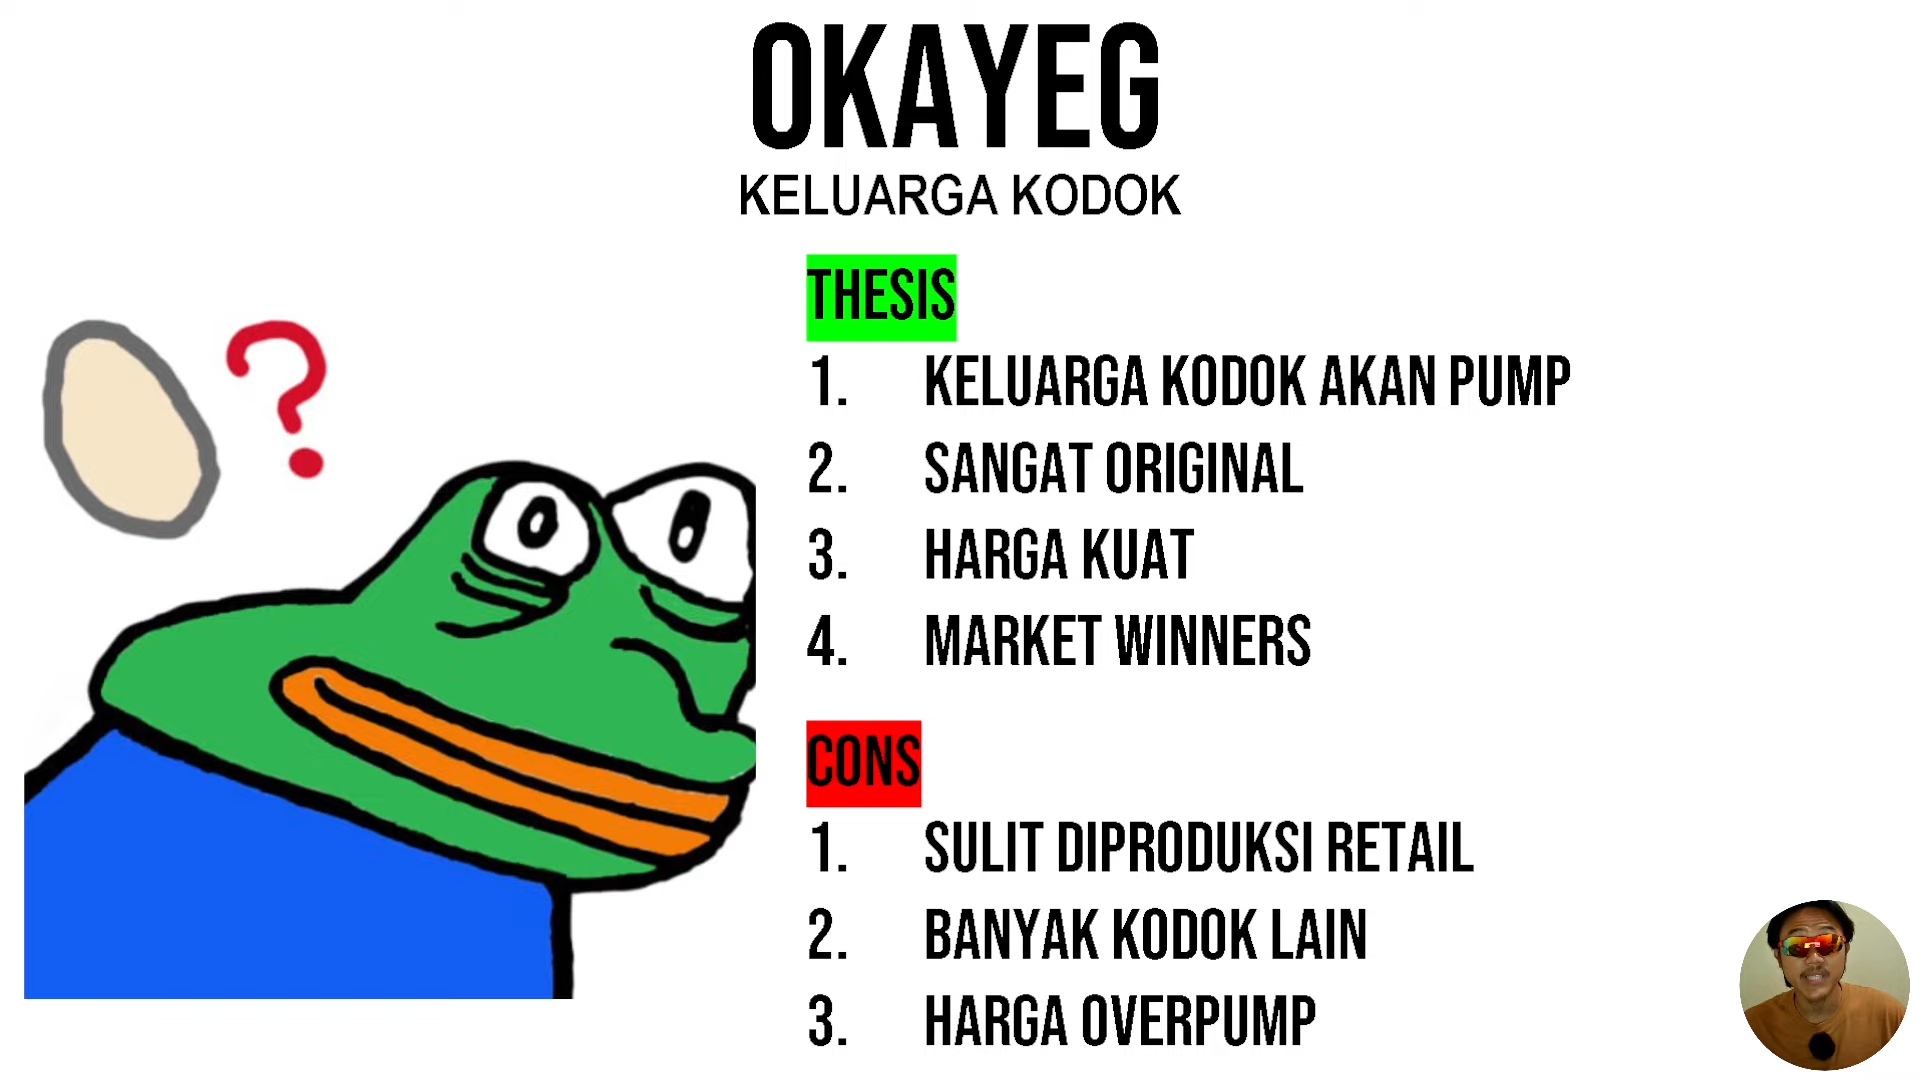 OKAYEG
KELUARGA KODOK
THESIS
1. KELUARGA KODOK AKAN PUMP
2. SANGAT ORIGINAL
3. HARGA KUAT
4. MARKET WINNERS
CONS
1. SULIT DIPRODUKSI RETAIL
2. BANYAK KODOK LAIN
3. HARGA OVERPUMP
?